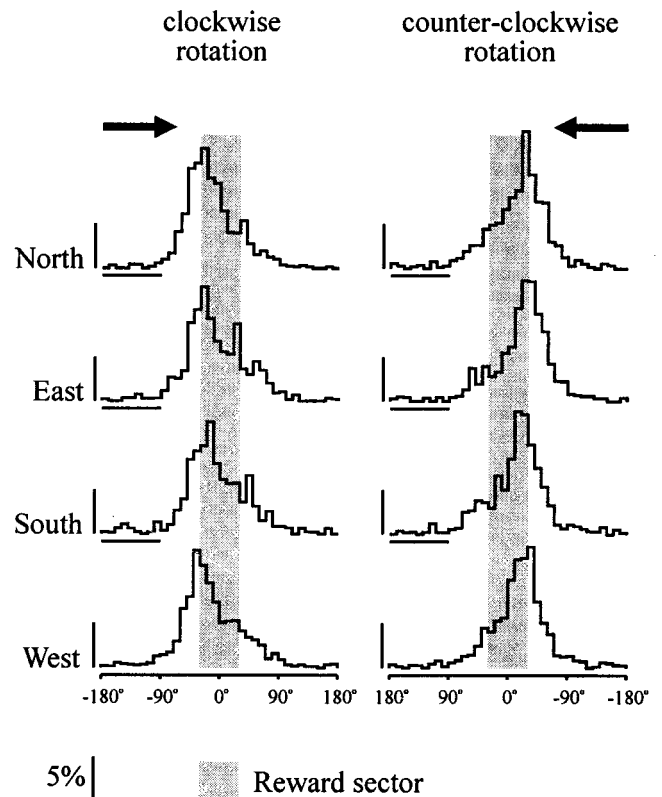 clockwise
rotation
counter-clockwise
rotation
North
East
South
West
-180° -90° 0° 90° 180°
180° 90° 0° -90° -180°
5%
Reward sector